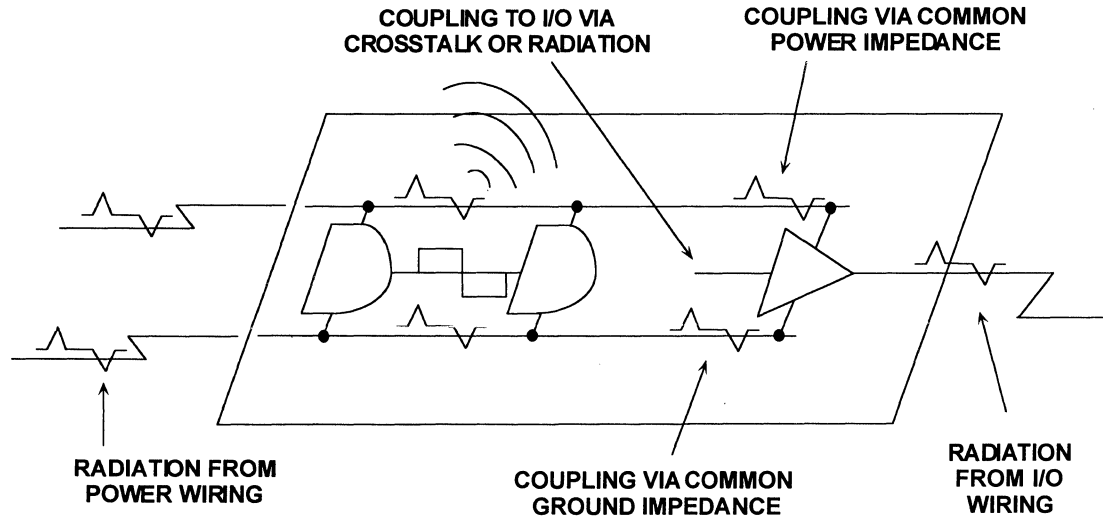 COUPLING TO I/O VIA
CROSSTALK OR RADIATION
COUPLING VIA COMMON
POWER IMPEDANCE
RADIATION FROM
POWER WIRING
COUPLING VIA COMMON
GROUND IMPEDANCE
RADIATION
FROM I/O
WIRING